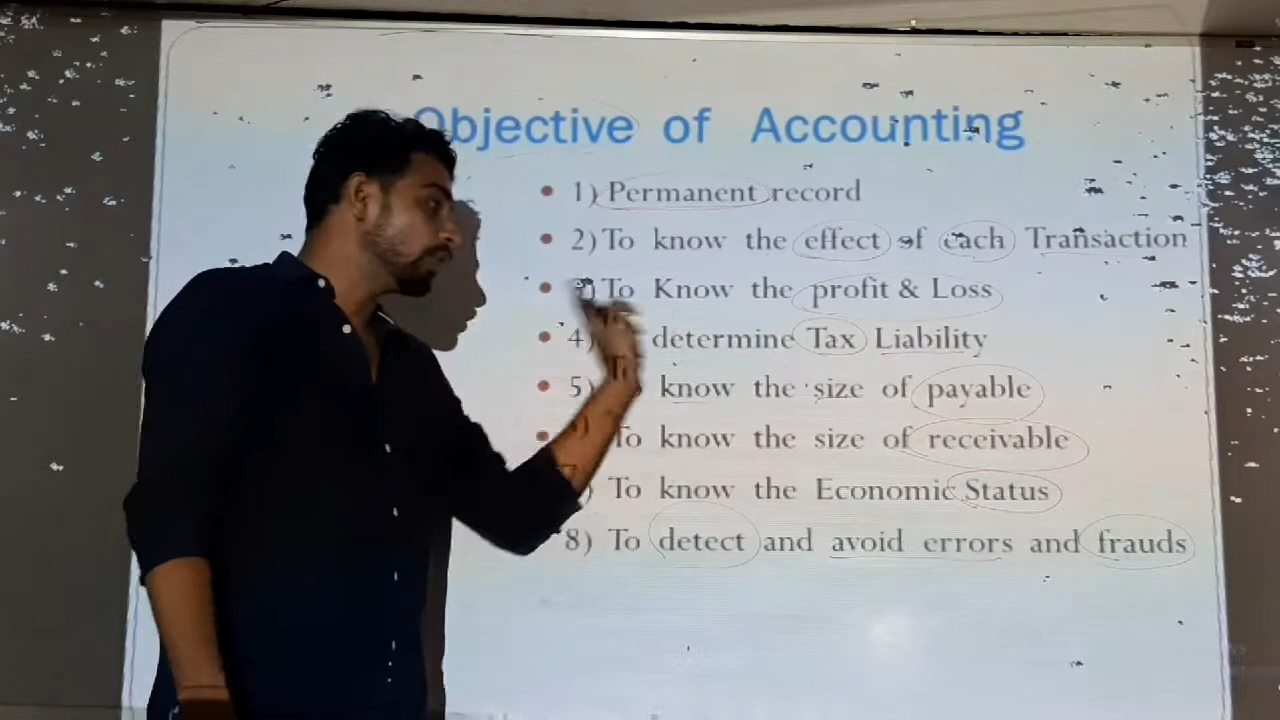 Objective of Accounting
1) Permanent record
2) To know the effect of each Transaction
To Know the profit & Loss
4) determine Tax Liability
5) know the size of payable
To know the size of receivable
) To know the Economic Status
8) To detect and avoid errors and frauds